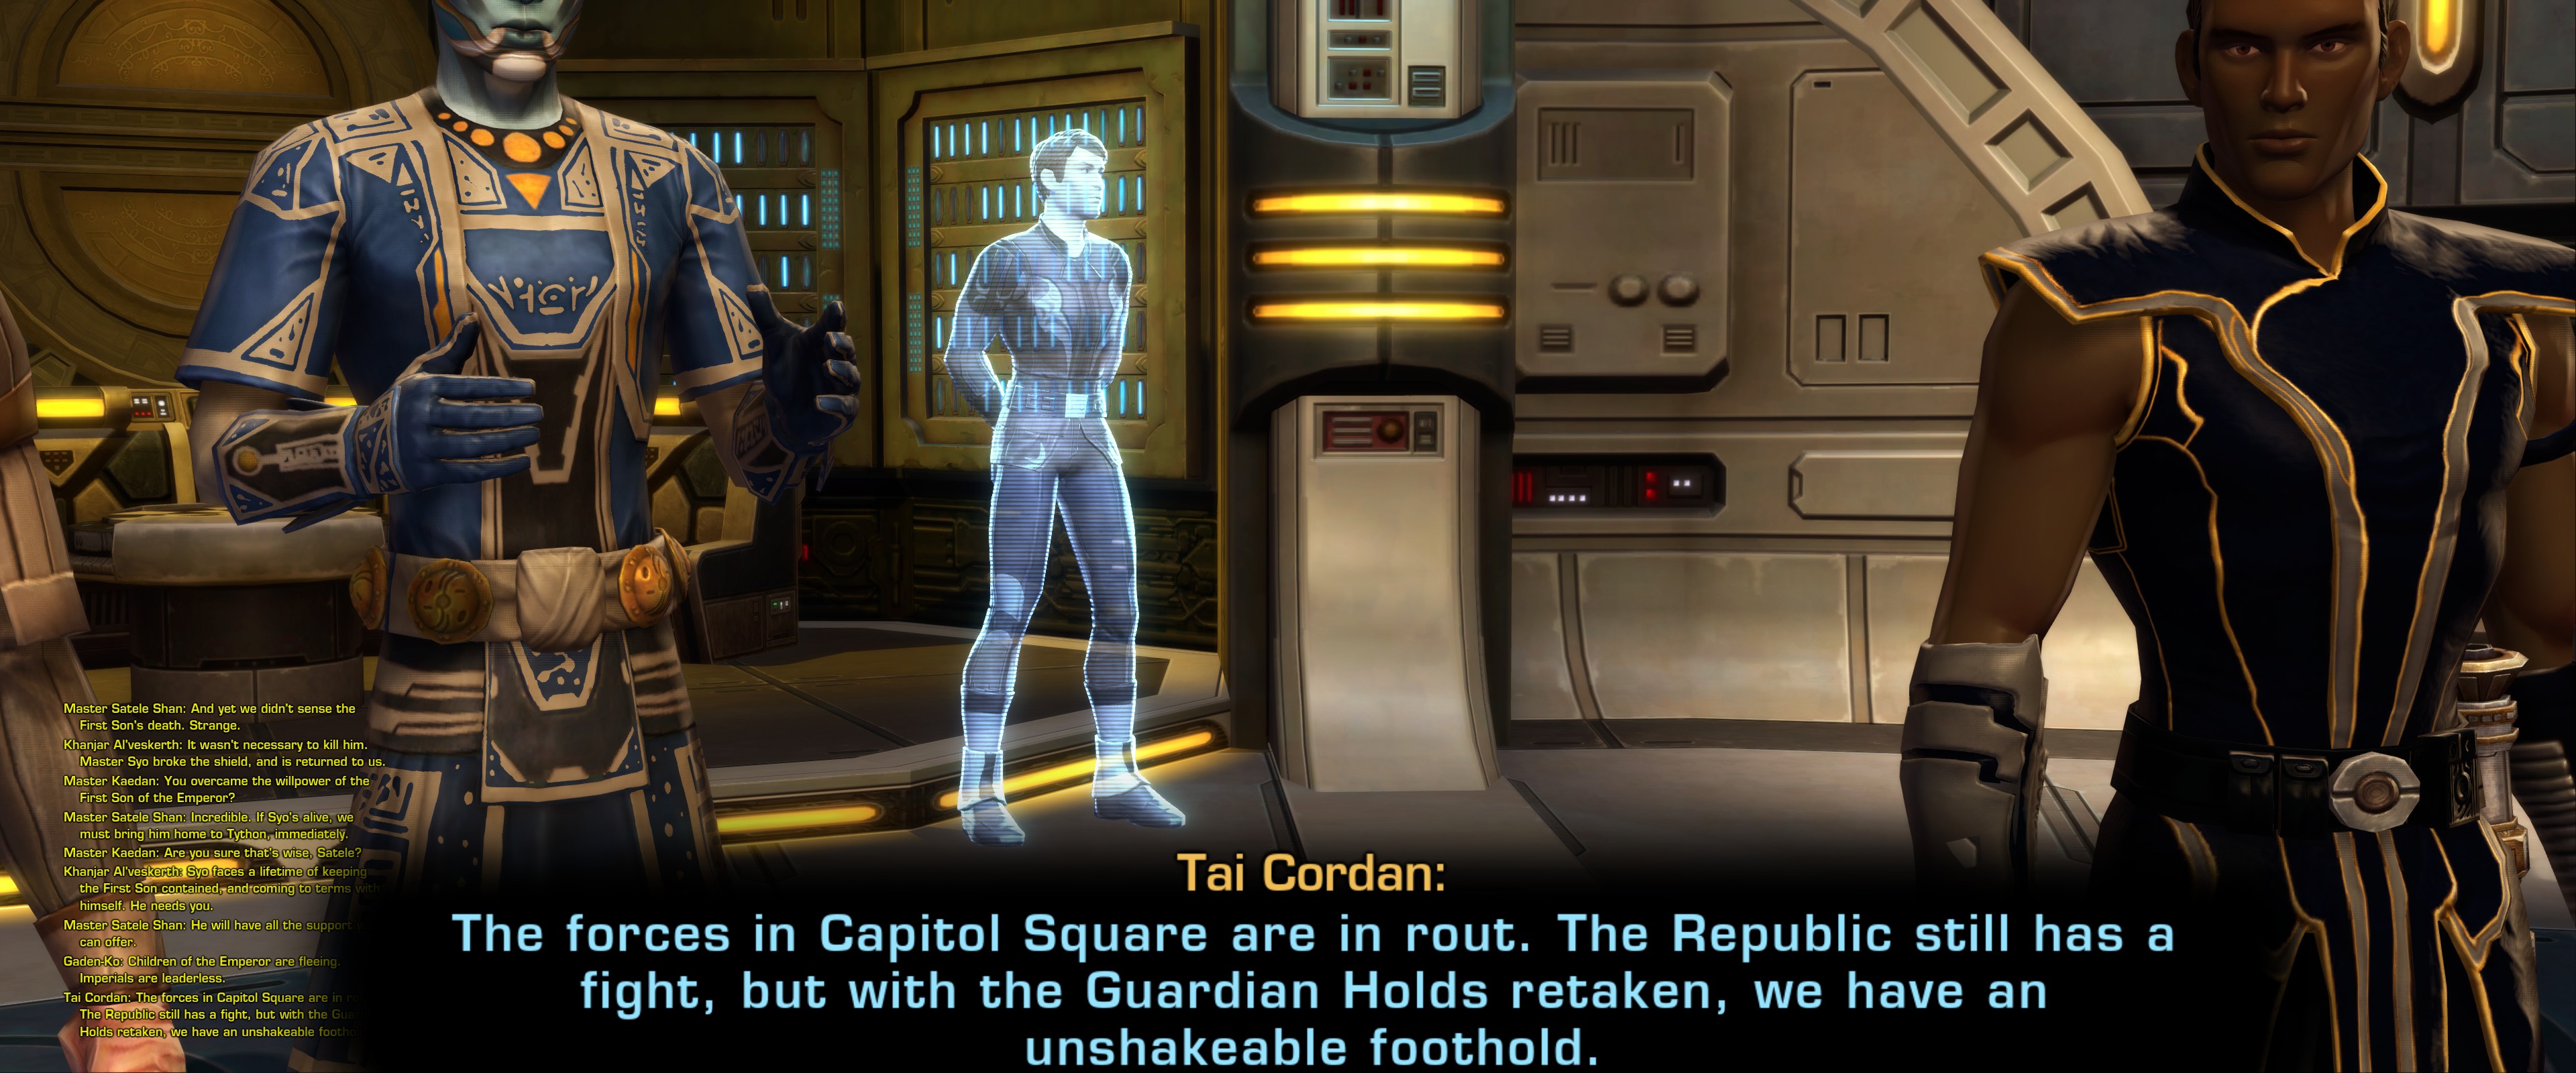 Master Satele Shan: And yet we didn't sense the
First Son's death. Strange.
Khanjar Al'veskerth: It wasn't necessary to kill him.
Master Syo broke the shield, and is returned to us.
Master Kaedan: You overcame the willpower of the
First Son of the Emperor?
Master Satele Shan: Incredible. If Syo's alive, we
must bring him home to Tython, immediately.
Master Kaedan: Are you sure that's wise, Satele?
Khanjar Al'veskerth: Syo faces a lifetime of keeping
the First Son contained, and coming to terms with
himself. He needs you.
Master Satele Shan: He will have all the support
can offer.
Gaden-Ko: Children of the Emperor are fleeing.
Imperials are leaderless.
Tai Cordan: The forces in Capitol Square are in
The Republic still has a fight, but with the
Holds retaken, we have an unshakeable
Tai Cordan:
The forces in Capitol Square are in rout. The Republic still has a
fight, but with the Guardian Holds retaken, we have an
unshakeable foothold.